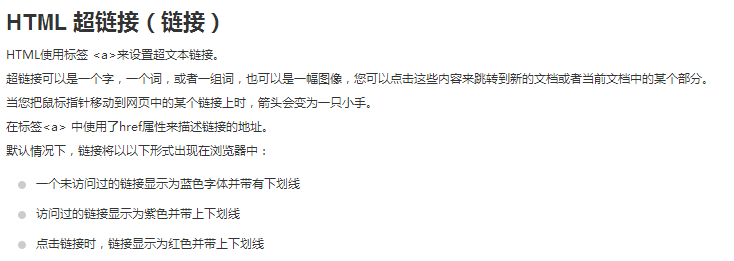 HTML 超链接（链接）
HTML使用标签 <a>来设置超文本链接。
超链接可以是一个字，一个词，或者一组词，也可以是一幅图像，您可以点击这些内容来跳转到新的文档或者当前文档中的某个部分。
当您把鼠标指针移动到网页中的某个链接上时，箭头会变为一只小手。
在标签<a> 中使用了href属性来描述链接的地址。
默认情况下，链接将以以下形式出现在浏览器中：
一个未访问过的链接显示为蓝色字体并带有下划线
访问过的链接显示为紫色并带上下划线
点击链接时，链接显示为红色并带上下划线